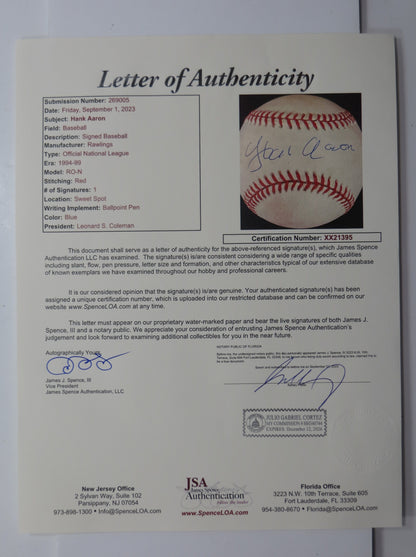 Letter of Authenticity
Submission Number: 269005
Date: Friday, September 1, 2023
Subject: Hank Aaron
Field: Baseball
Description: Signed Baseball
Manufacturer: Rawlings
Type: Official National League
Era: 1994-99
Model: RO-N
Stitching: Red
# of Signatures: 1
Location: Sweet Spot
Writing Implement: Ballpoint Pen
Color: Blue
President: Leonard S. Coleman
Hank Aaron
Certification Number: XX21395
This document shall serve as a letter of authenticity for the above-referenced signature(s), which James Spence
Authentication LLC has examined. The signature(s) is/are consistent considering a wide range of specific qualities
including slant, flow, pen pressure, letter size and formation, and other characteristics typical of our extensive database
of known exemplars we have examined throughout our hobby and professional careers.
It is our considered opinion that the signature(s) is/are genuine. Your authenticated signature(s) has been
assigned a unique certification number, which is uploaded into our restricted database and can be confirmed on our
website www.SpenceLOA.com at any time.
This letter must appear on our proprietary water-marked paper and bear the live signatures of both James J.
Spence, III and a notary public. We appreciate your consideration of entrusting James Spence Authentication's
judgement and look forward to examining additional collectibles for you in the near future.
Autographically Yours,
James J. Spence, III
Vice President
James Spence Authentication, LLC
NOTARY PUBLIC OF FLORIDA
JULIO GABRIEL CORTEZ
EXPIRES: December 12, 2024
New Jersey Office
2 Sylvan Way, Suite 102
Parsippany, NJ 07054
973-898-1300 • Info@SpenceLOA.com
JSA
James Spence
Authentication
...follow the leader
www.SpenceLOA.com
Florida Office
3223 N.W. 10th Terrace, Suite 605
Fort Lauderdale, FL 33309
954-380-8670 • Florida@SpenceLOA.com